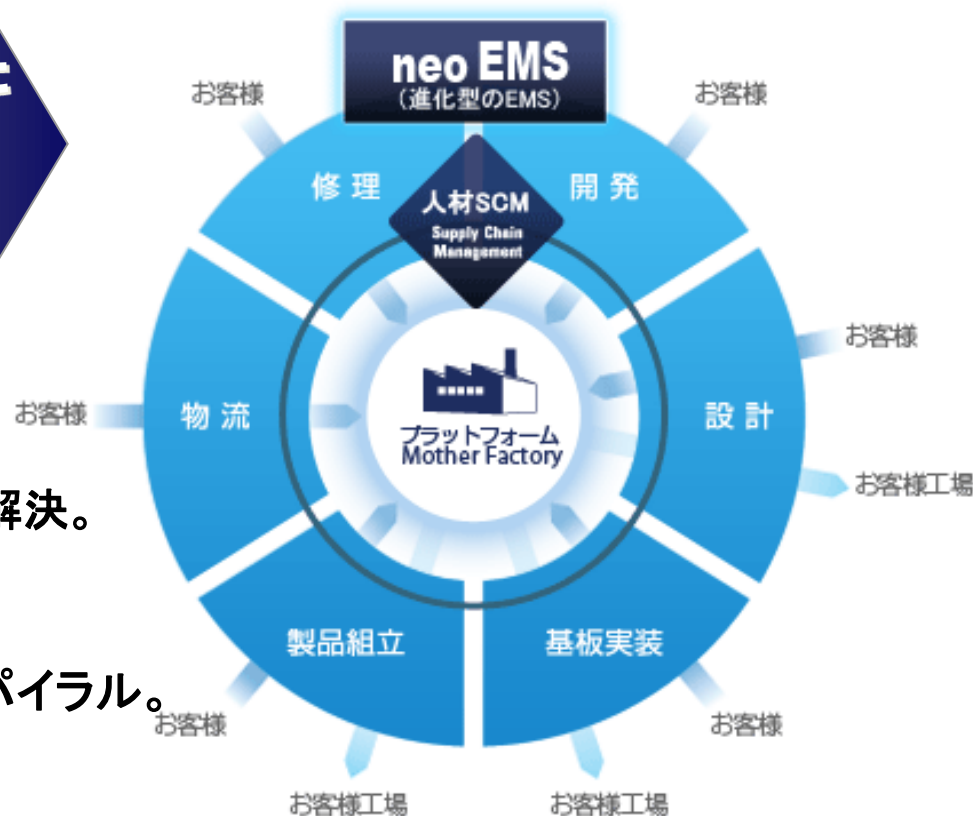 neo EMS
（進化型のEMS）
お客様
お客様
修理
開発
人材SCM
Supply Chain
Management
お客様
お客様
物流
設計
プラットフォーム
Mother Factory
お客様工場
解決。
製品組立
基板実装
パイラル。
お客様
お客様
お客様工場
お客様工場